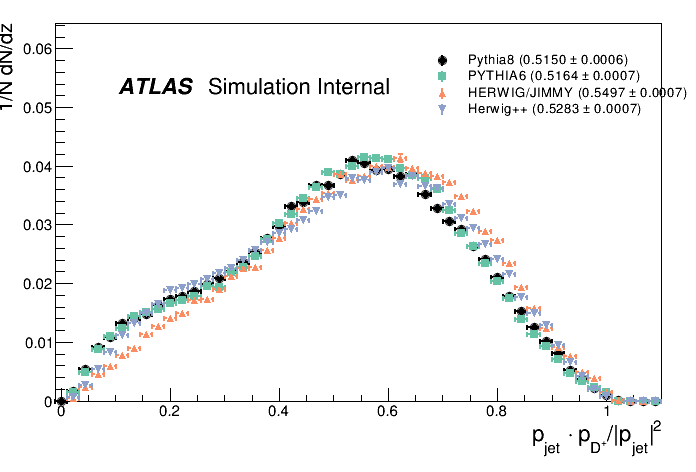 1/N dN/dz
0.06
0.05
0.04
0.03
0.02
0.01
0
ATLAS Simulation Internal
Pythia8 (0.5150 ± 0.0006)
PYTHIA6 (0.5164 ± 0.0007)
HERWIG/JIMMY (0.5497 ± 0.0007)
Herwig++ (0.5283 ± 0.0007)
0 0.2 0.4 0.6 0.8 1
p_jet · p_D⁺/|p_jet|²